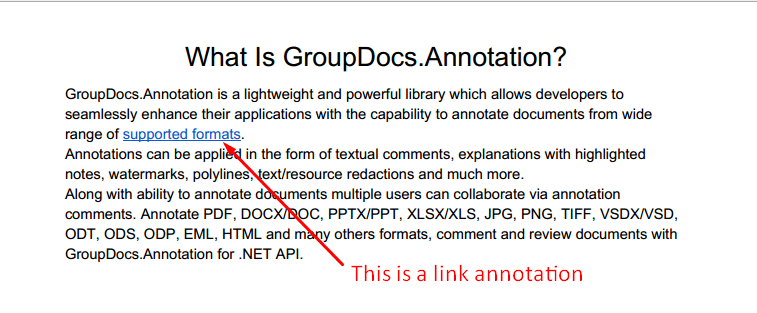 What Is GroupDocs.Annotation?
GroupDocs.Annotation is a lightweight and powerful library which allows developers to
seamlessly enhance their applications with the capability to annotate documents from wide
range of supported formats.
Annotations can be applied in the form of textual comments, explanations with highlighted
notes, watermarks, polylines, text/resource redactions and much more.
Along with ability to annotate documents multiple users can collaborate via annotation
comments. Annotate PDF, DOCX/DOC, PPTX/PPT, XLSX/XLS, JPG, PNG, TIFF, VSDX/VSD,
ODT, ODS, ODP, EML, HTML and many others formats, comment and review documents with
GroupDocs.Annotation for .NET API.
This is a link annotation